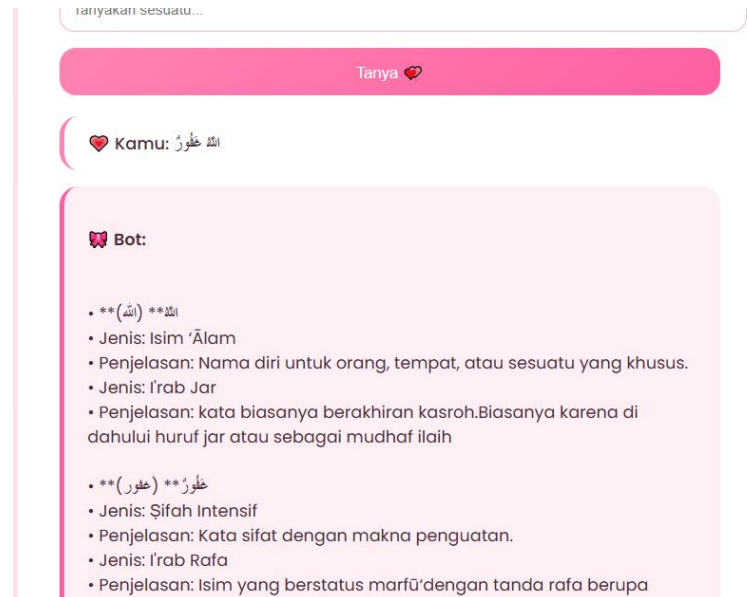 Tanyakan sesuatu...
Tanya 💕
❤️ Kamu: اللهُ غَفُورٌ
🎀 Bot:
• **(الله) **اللهُ
• Jenis: Isim ‘Ālam
• Penjelasan: Nama diri untuk orang, tempat, atau sesuatu yang khusus.
• Jenis: I'rab Jar
• Penjelasan: kata biasanya berakhiran kasroh.Biasanya karena di
dahului huruf jar atau sebagai mudhaf ilaih
• **(غفور) **غَفُورٌ
• Jenis: Ṣifah Intensif
• Penjelasan: Kata sifat dengan makna penguatan.
• Jenis: I'rab Rafa
• Penjelasan: Isim yang berstatus marfū‘dengan tanda rafa berupa